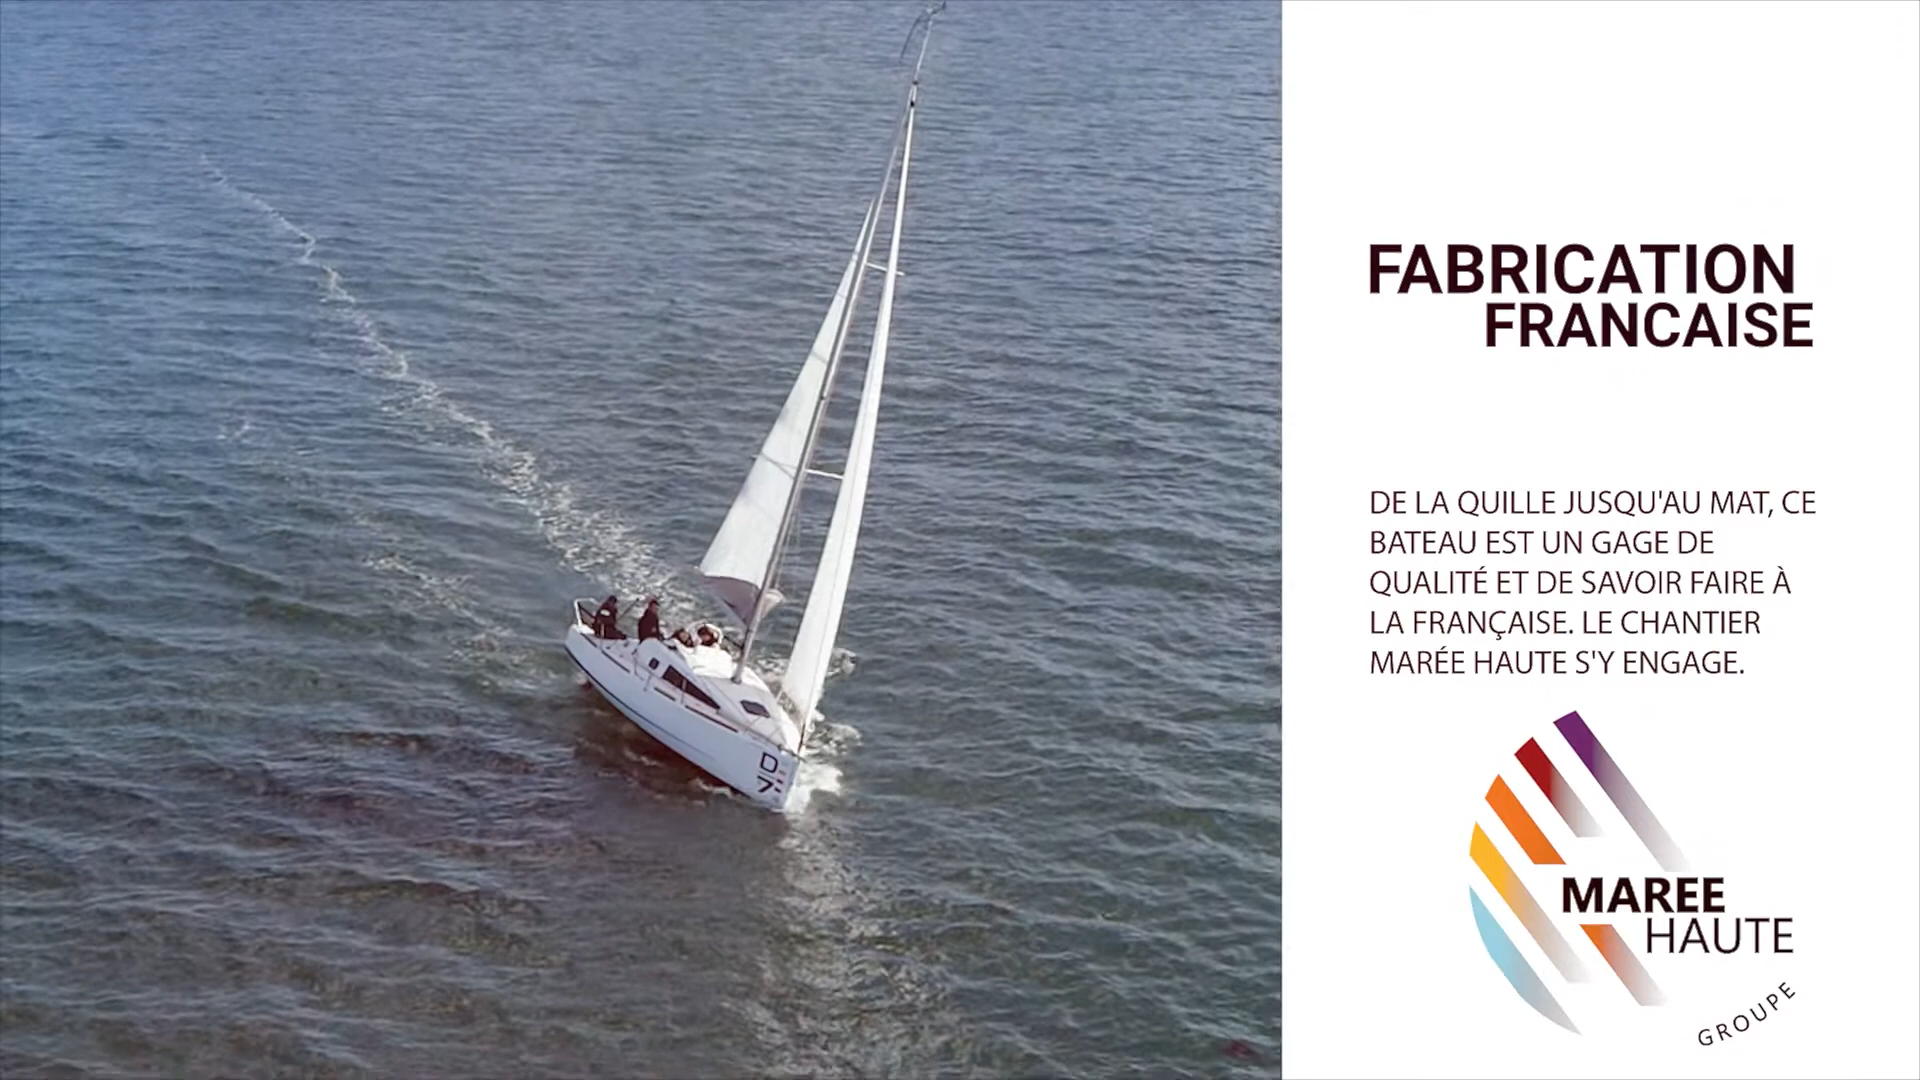 D
7
FABRICATION
FRANCAISE
DE LA QUILLE JUSQU'AU MAT, CE
BATEAU EST UN GAGE DE
QUALITÉ ET DE SAVOIR FAIRE À
LA FRANÇAISE. LE CHANTIER
MARÉE HAUTE S'Y ENGAGE.
MAREE
HAUTE
GROUPE